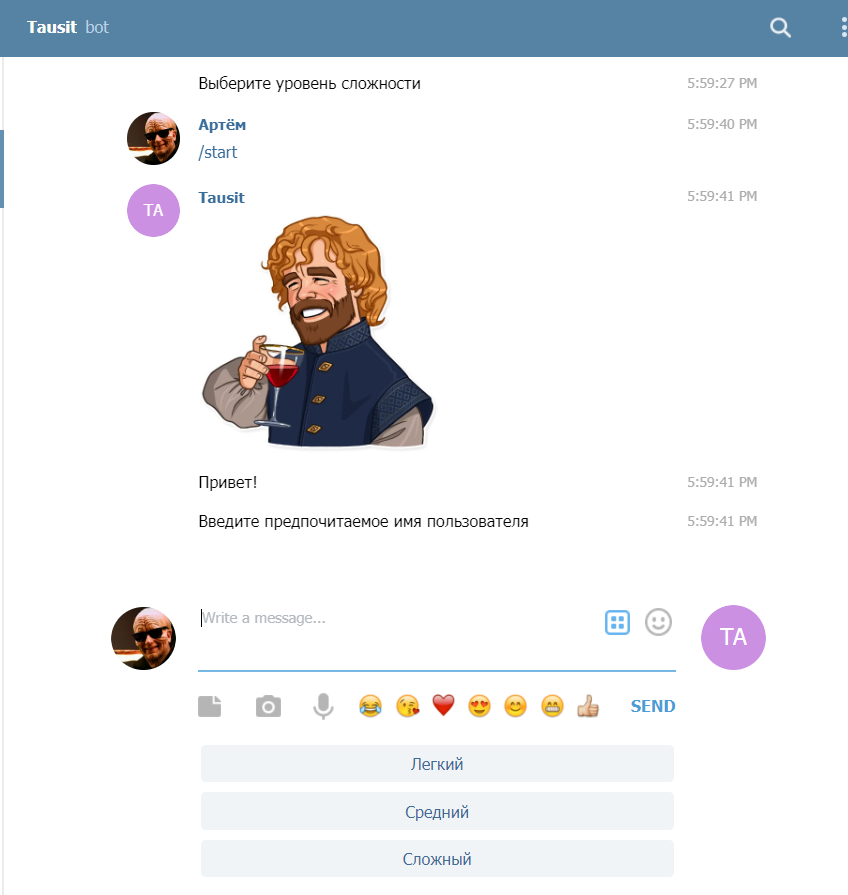 Tausit bot
Выберите уровень сложности 5:59:27 PM
Артём 5:59:40 PM
/start
TA
Tausit 5:59:41 PM
Привет! 5:59:41 PM
Введите предпочитаемое имя пользователя 5:59:41 PM
Write a message...
TA
SEND
Легкий
Средний
Сложный